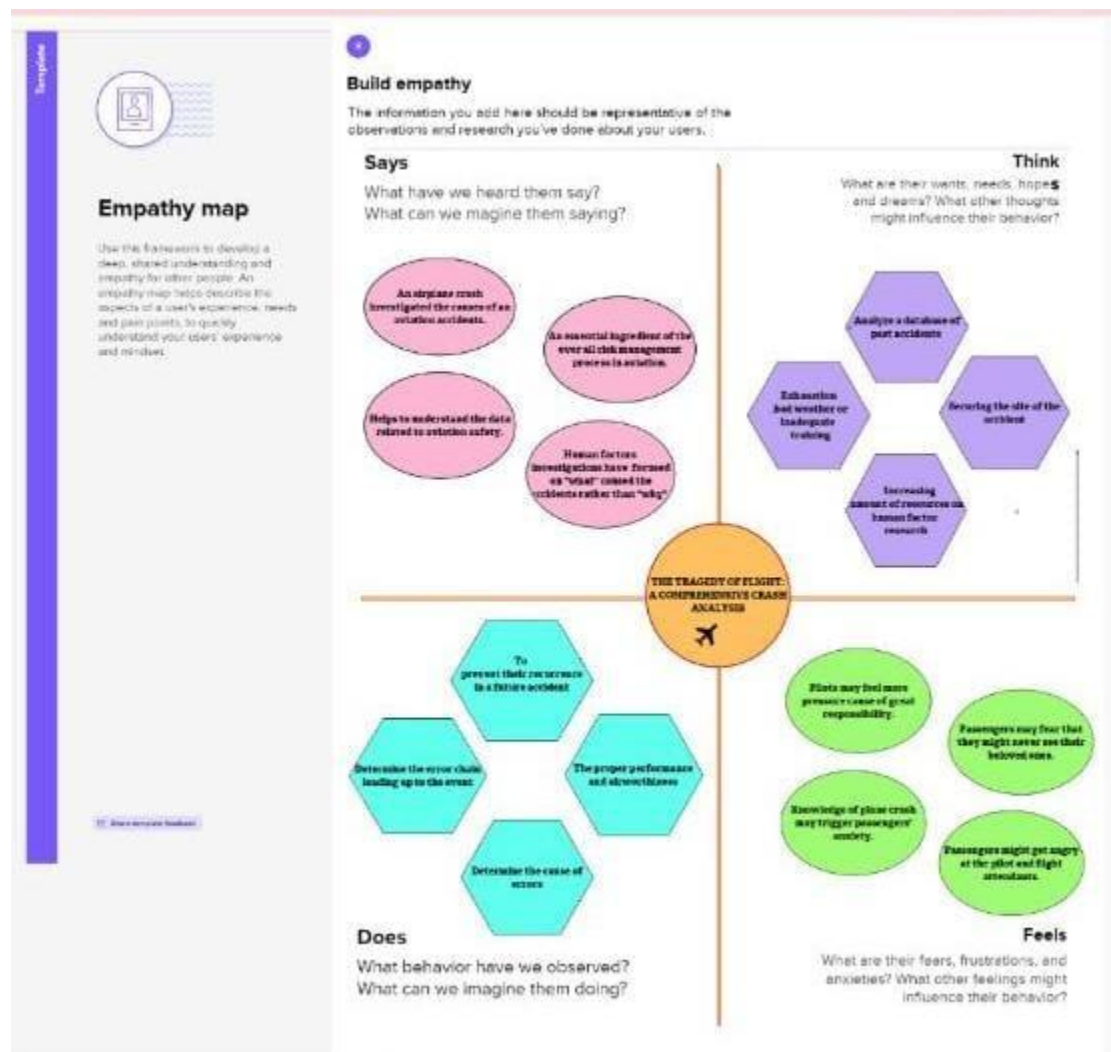 Template
Empathy map
Use this framework to develop a
deep, shared understanding and
empathy for other people. An
empathy map helps describe the
aspects of a user's experience, needs
and pain points, to quickly
understand your users' experience
and mindset.
Share template feedback
Build empathy
The information you add here should be representative of the
observations and research you've done about your users.
Says
What have we heard them say?
What can we magine them saying?
An airplane crash
investigated the causes of an
aviation accidents.
An essential ingredient of the
over all risk management
process in aviation.
Helps to understand the data
related to aviation safety.
Human factors
investigations have
on "what" caused the
accidents rather than "why"
Think
What are their wants, needs, hopes
and dreams? What other thoughts
might influence their behavior?
Analyze a database of
past accidents
Exhaustion
,bad weather or
inadequate
training
Securing the site of the
accident
Increasing
amount of resources on
human factor
research
THE TRAGEDY OF FLIGHT:
A COMPREHENSIVE CRASH
ANALYSIS
To
prevent their recurrence
in a future accident
Determine the error chain
leading up to the event
The proper performance
and airworthiness
Determine the cause of
errors
Does
What behavior have we observed?
What can we imagine them doing?
Pilots may feel more
pressure cause of great
responsibility.
Passengers may fear that
they might never see their
beloved ones.
Knowledge of plane crash
may trigger passengers'
anxiety.
Passengers might get angry
at the pilot and flight
attendants.
Feels
What are their fears, frustrations, and
anxieties? What other feelings might
influence their behavior?